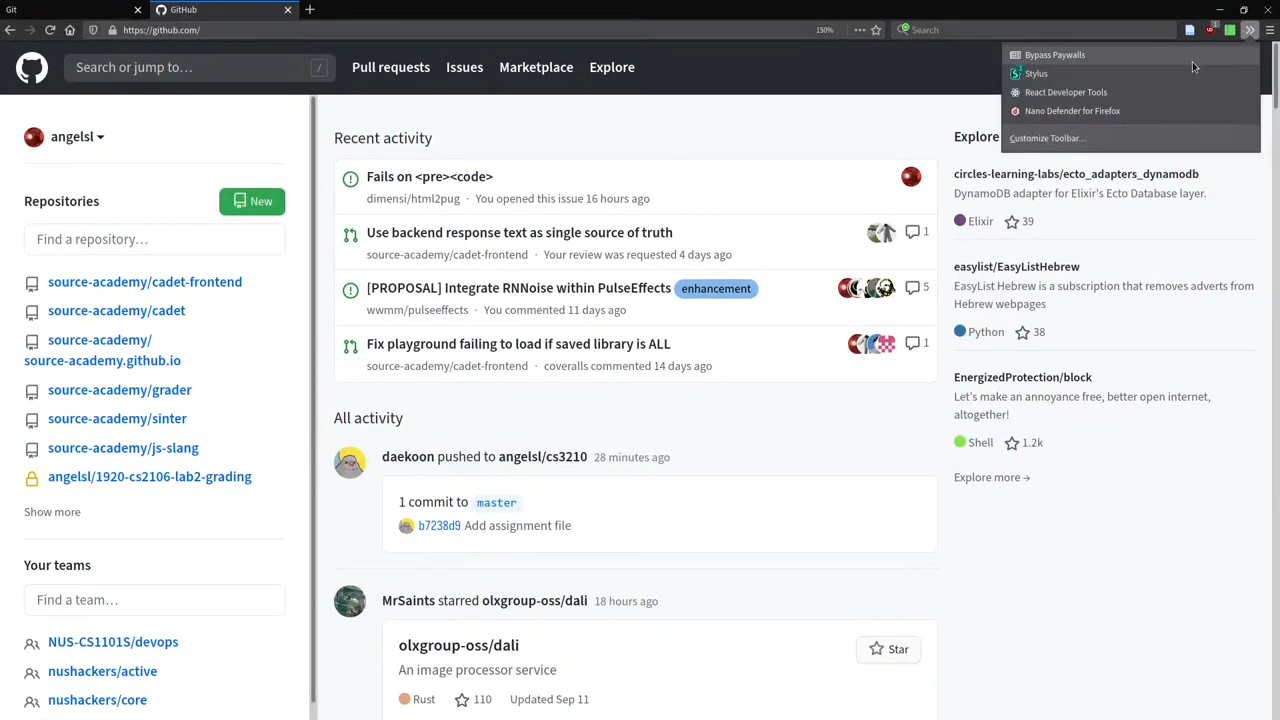 Git
GitHub
https://github.com/
150%
Search
Bypass Paywalls
Stylus
React Developer Tools
Nano Defender for Firefox
Customize Toolbar…
Search or jump to…
/
Pull requests
Issues
Marketplace
Explore
angelsl
Repositories
New
Find a repository…
source-academy/cadet-frontend
source-academy/cadet
source-academy/
source-academy.github.io
source-academy/grader
source-academy/sinter
source-academy/js-slang
angelsl/1920-cs2106-lab2-grading
Show more
Your teams
Find a team…
NUS-CS1101S/devops
nushackers/active
nushackers/core
Recent activity
Fails on <pre><code>
dimensi/html2pug · You opened this issue 16 hours ago
Use backend response text as single source of truth
1
source-academy/cadet-frontend · Your review was requested 4 days ago
[PROPOSAL] Integrate RNNoise within PulseEffects enhancement
5
wwmm/pulseeffects · You commented 11 days ago
Fix playground failing to load if saved library is ALL
1
source-academy/cadet-frontend · coveralls commented 14 days ago
All activity
daekoon pushed to angelsl/cs3210 28 minutes ago
1 commit to master
b7238d9 Add assignment file
MrSaints starred olxgroup-oss/dali 18 hours ago
olxgroup-oss/dali
Star
An image processor service
Rust 110 Updated Sep 11
Explore
circles-learning-labs/ecto_adapters_dynamodb
DynamoDB adapter for Elixir's Ecto Database layer.
Elixir 39
easylist/EasyListHebrew
EasyList Hebrew is a subscription that removes adverts from
Hebrew webpages
Python 38
EnergizedProtection/block
Let's make an annoyance free, better open internet,
altogether!
Shell 1.2k
Explore more →